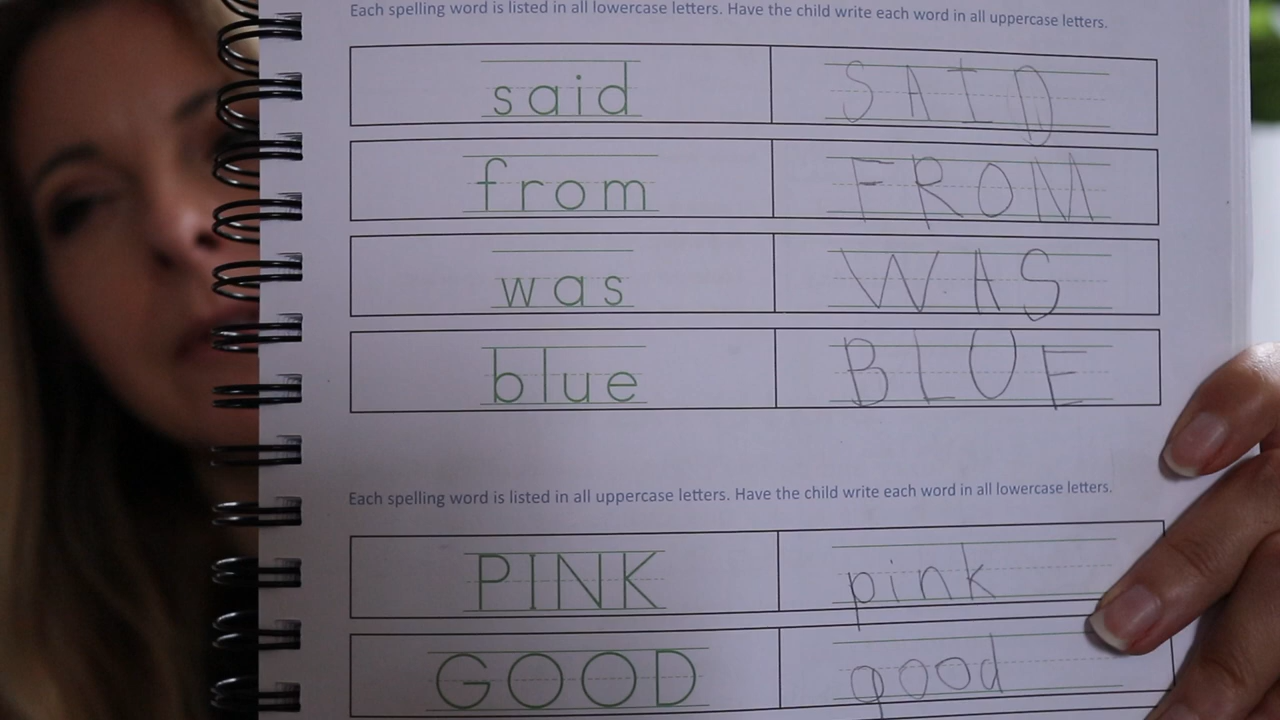 Each spelling word is listed in all lowercase letters. Have the child write each word in all uppercase letters.
said SAID
from FROM
was WAS
blue BLUE
Each spelling word is listed in all uppercase letters. Have the child write each word in all lowercase letters.
PINK pink
GOOD good